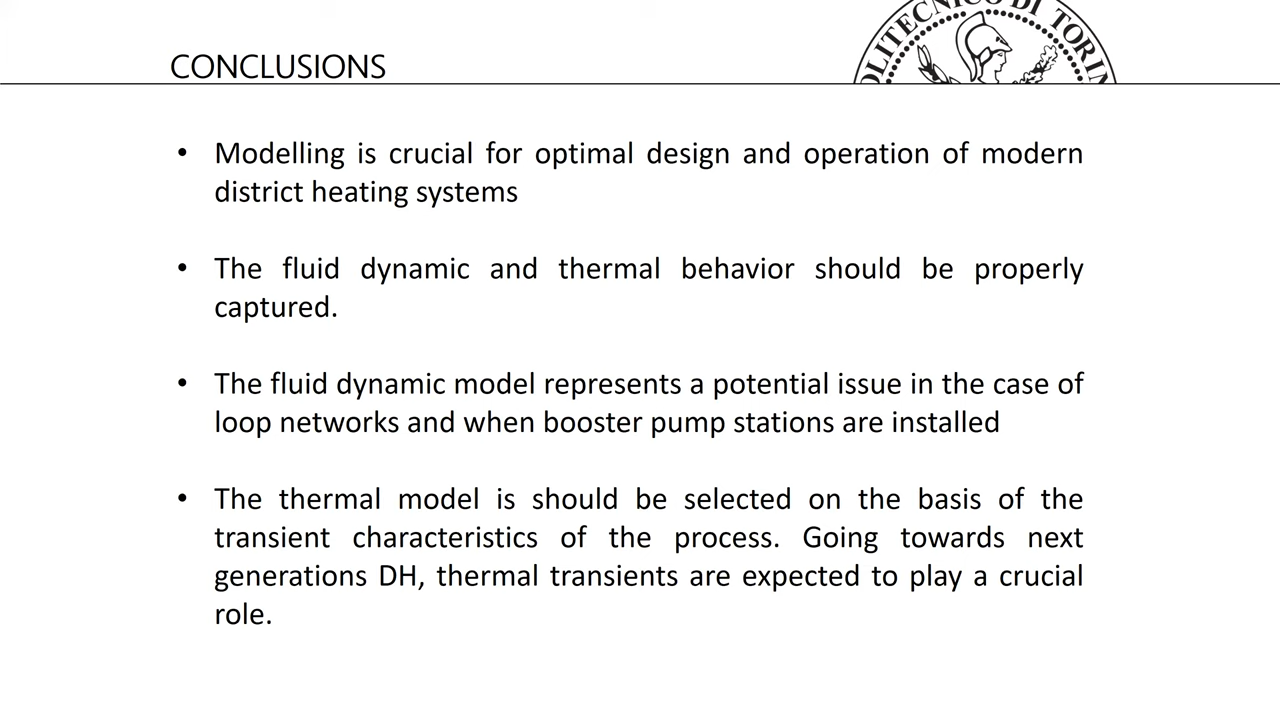 POLITECNICO DI TORINO
CONCLUSIONS
• Modelling is crucial for optimal design and operation of modern
district heating systems
• The fluid dynamic and thermal behavior should be properly
captured.
• The fluid dynamic model represents a potential issue in the case of
loop networks and when booster pump stations are installed
• The thermal model is should be selected on the basis of the
transient characteristics of the process. Going towards next
generations DH, thermal transients are expected to play a crucial
role.